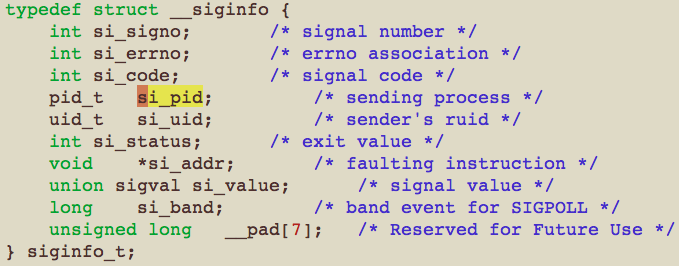 typedef struct __siginfo {
    int si_signo;        /* signal number */
    int si_errno;        /* errno association */
    int si_code;         /* signal code */
    pid_t   si_pid;          /* sending process */
    uid_t   si_uid;          /* sender's ruid */
    int si_status;       /* exit value */
    void    *si_addr;        /* faulting instruction */
    union sigval si_value;       /* signal value */
    long    si_band;         /* band event for SIGPOLL */
    unsigned long   __pad[7];    /* Reserved for Future Use */
} siginfo_t;